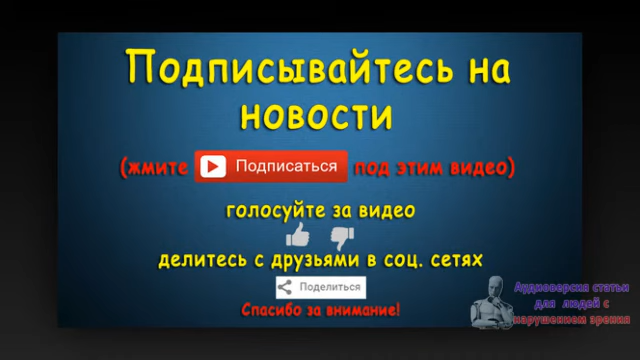 Подписывайтесь на
новости
(жмите Подписаться под этим видео)
голосуйте за видео
делитесь с друзьями в соц. сетях
Поделиться
Спасибо за внимание!
Аудиоверсия статьи
для людей с
нарушением зрения